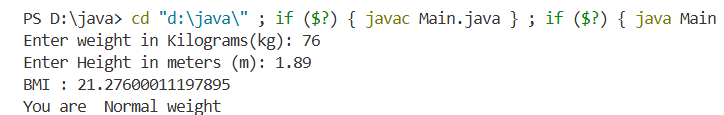 PS D:\java> cd "d:\java\" ; if ($?) { javac Main.java } ; if ($?) { java Main
Enter weight in Kilograms(kg): 76
Enter Height in meters (m): 1.89
BMI : 21.27600011197895
You are  Normal weight